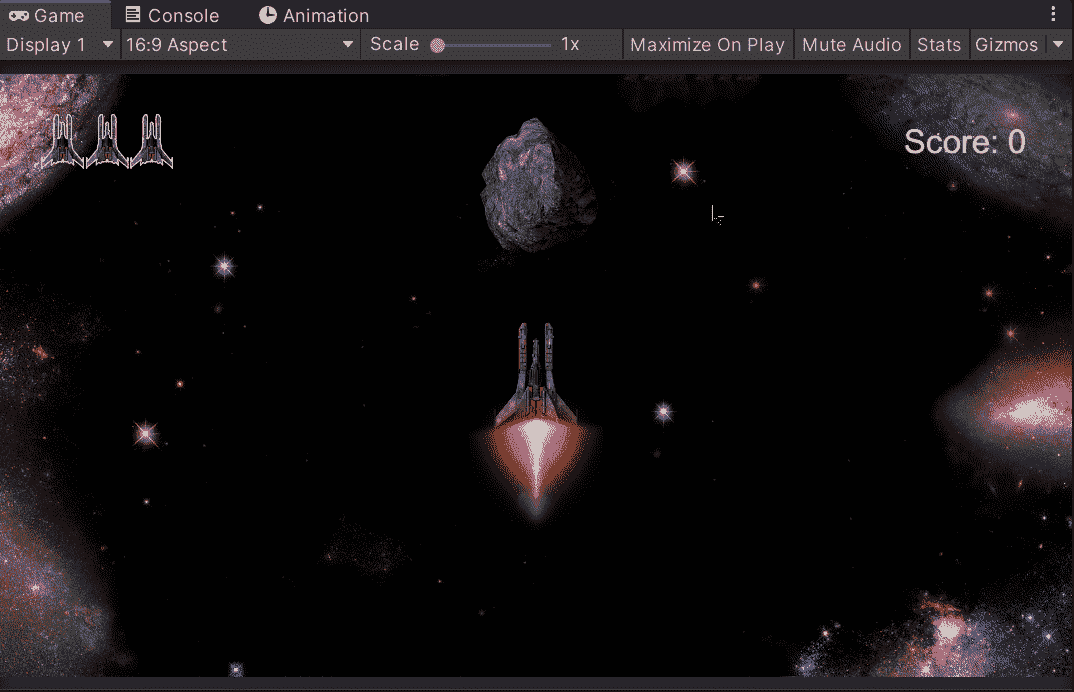 Game Console Animation
Display 1 16:9 Aspect Scale 1x Maximize On Play Mute Audio Stats Gizmos
Score: 0